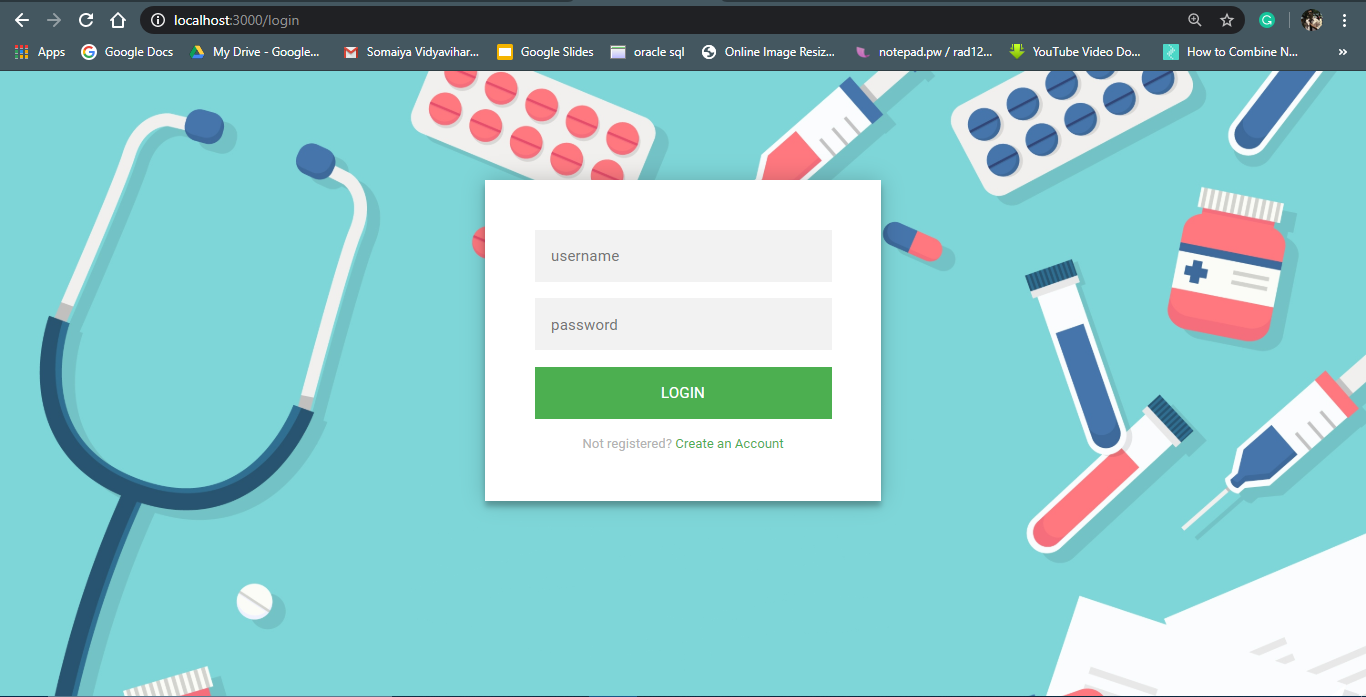 localhost:3000/login
Apps Google Docs My Drive - Google... Somaiya Vidyavihar... Google Slides oracle sql Online Image Resiz... notepad.pw / rad12... YouTube Video Do... How to Combine N... »
username
password
LOGIN
Not registered? Create an Account